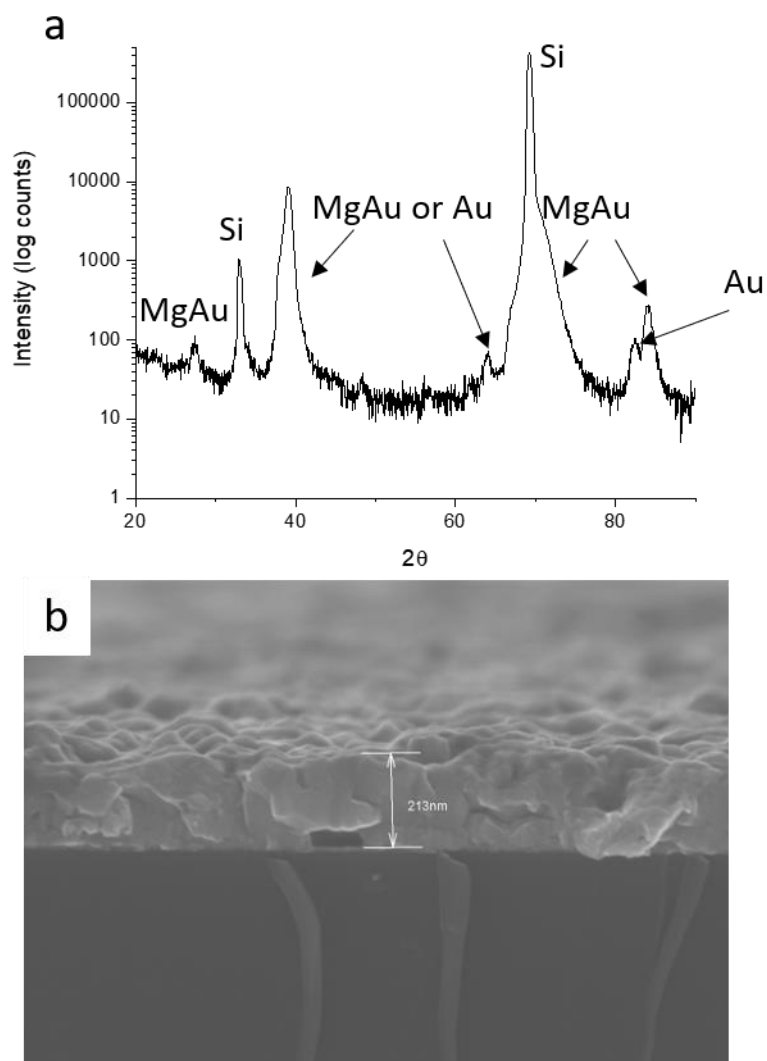 a
Intensity (log counts)
100000
10000
1000
100
10
1
MgAu
Si
MgAu or Au
Si
MgAu
Au
20
40
60
80
2θ
b
213nm